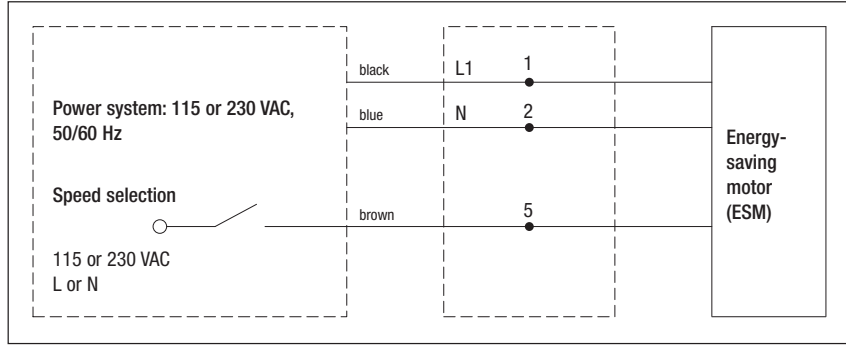 black
L1
1
Power system: 115 or 230 VAC,
50/60 Hz
blue
N
2
Energy-
saving
motor
(ESM)
Speed selection
brown
5
115 or 230 VAC
L or N